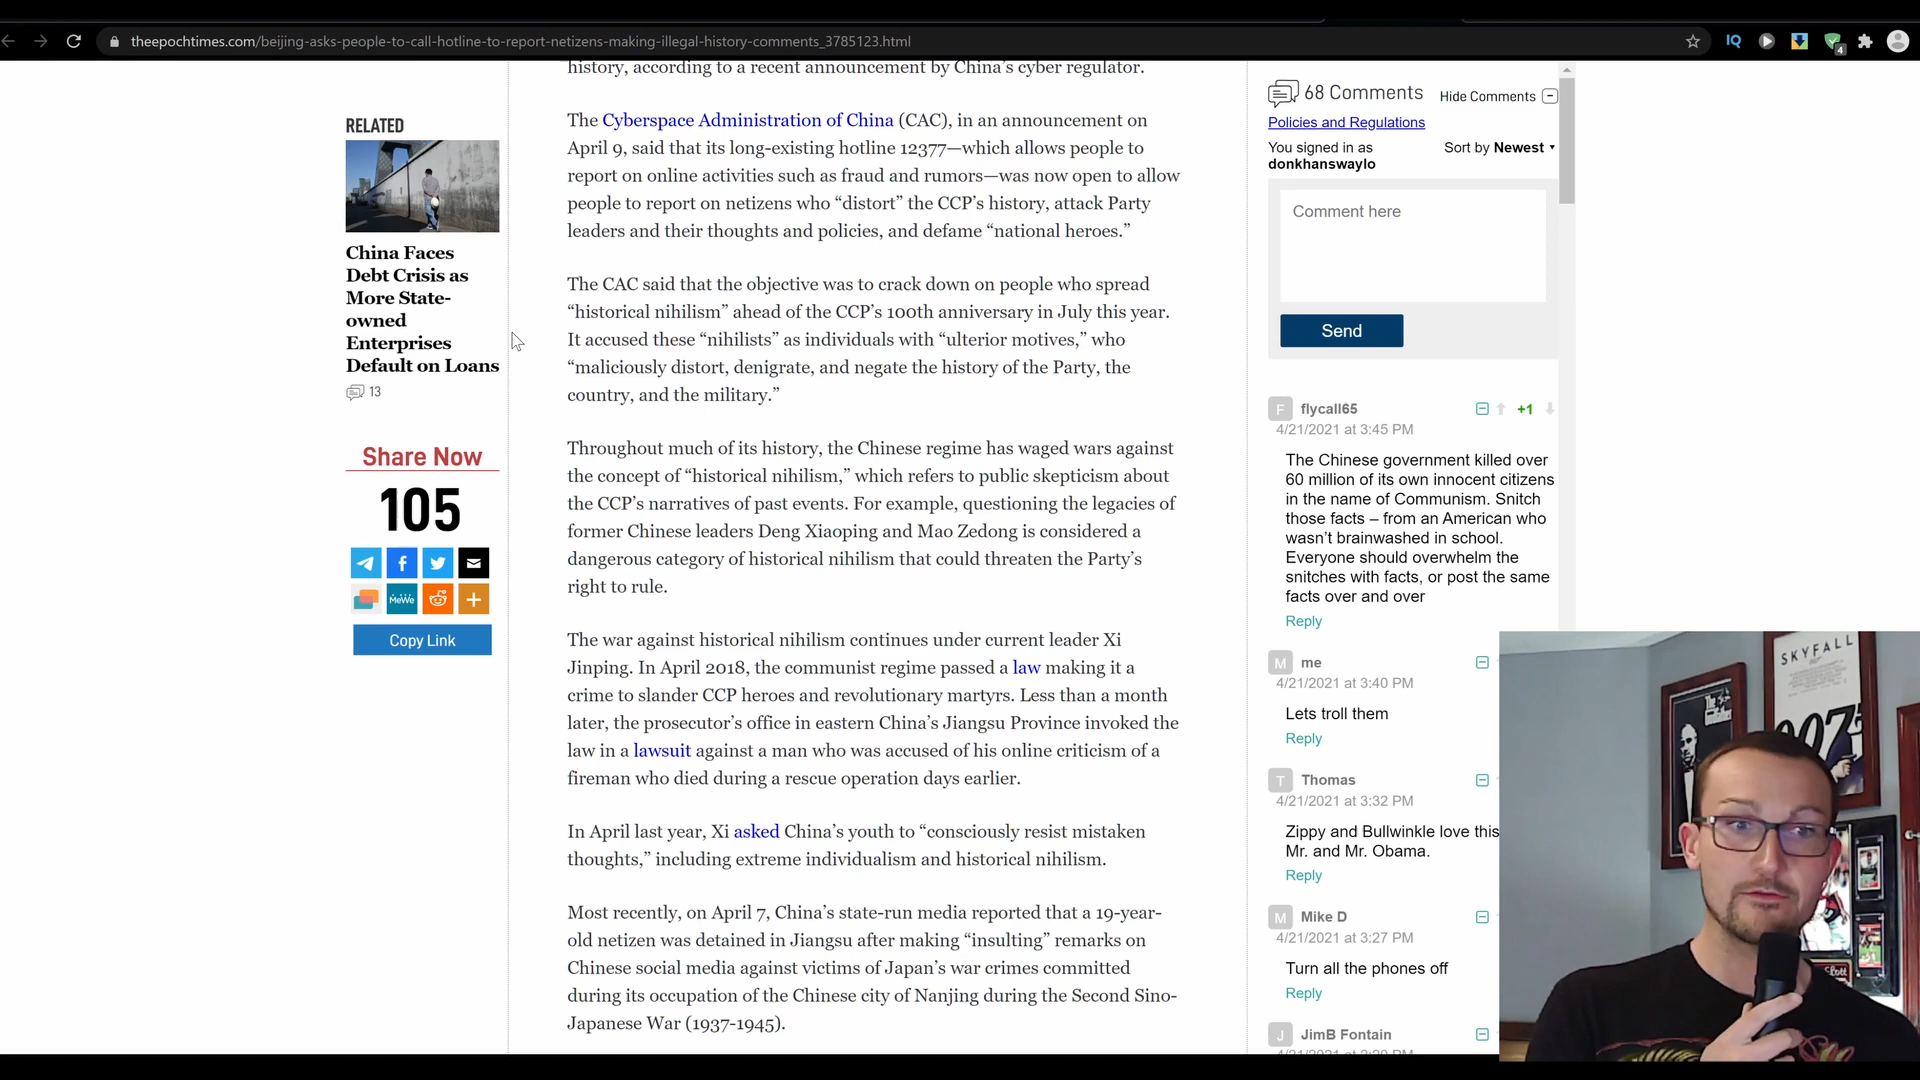 theepochtimes.com/beijing-asks-people-to-call-hotline-to-report-netizens-making-illegal-history-comments_3785123.html
IQ
4
history, according to a recent announcement by China's cyber regulator.
The Cyberspace Administration of China (CAC), in an announcement on
April 9, said that its long-existing hotline 12377—which allows people to
report on online activities such as fraud and rumors—was now open to allow
people to report on netizens who “distort” the CCP's history, attack Party
leaders and their thoughts and policies, and defame “national heroes.”
The CAC said that the objective was to crack down on people who spread
“historical nihilism” ahead of the CCP's 100th anniversary in July this year.
It accused these “nihilists” as individuals with “ulterior motives,” who
“maliciously distort, denigrate, and negate the history of the Party, the
country, and the military.”
Throughout much of its history, the Chinese regime has waged wars against
the concept of “historical nihilism,” which refers to public skepticism about
the CCP's narratives of past events. For example, questioning the legacies of
former Chinese leaders Deng Xiaoping and Mao Zedong is considered a
dangerous category of historical nihilism that could threaten the Party's
right to rule.
The war against historical nihilism continues under current leader Xi
Jinping. In April 2018, the communist regime passed a law making it a
crime to slander CCP heroes and revolutionary martyrs. Less than a month
later, the prosecutor's office in eastern China's Jiangsu Province invoked the
law in a lawsuit against a man who was accused of his online criticism of a
fireman who died during a rescue operation days earlier.
In April last year, Xi asked China's youth to “consciously resist mistaken
thoughts,” including extreme individualism and historical nihilism.
Most recently, on April 7, China's state-run media reported that a 19-year-
old netizen was detained in Jiangsu after making “insulting” remarks on
Chinese social media against victims of Japan's war crimes committed
during its occupation of the Chinese city of Nanjing during the Second Sino-
Japanese War (1937-1945).
RELATED
China Faces
Debt Crisis as
More State-
owned
Enterprises
Default on Loans
13
Share Now
105
MeWe
Copy Link
68 Comments
Hide Comments
Policies and Regulations
You signed in as
donkhanswaylo
Sort by Newest
Comment here
Send
F flycall65
+1
4/21/2021 at 3:45 PM
The Chinese government killed over
60 million of its own innocent citizens
in the name of Communism. Snitch
those facts – from an American who
wasn't brainwashed in school.
Everyone should overwhelm the
snitches with facts, or post the same
facts over and over
Reply
M me
4/21/2021 at 3:40 PM
Lets troll them
Reply
T Thomas
4/21/2021 at 3:32 PM
Zippy and Bullwinkle love this
Mr. and Mr. Obama.
Reply
M Mike D
4/21/2021 at 3:27 PM
Turn all the phones off
Reply
J JimB Fontain
SKYFALL
007